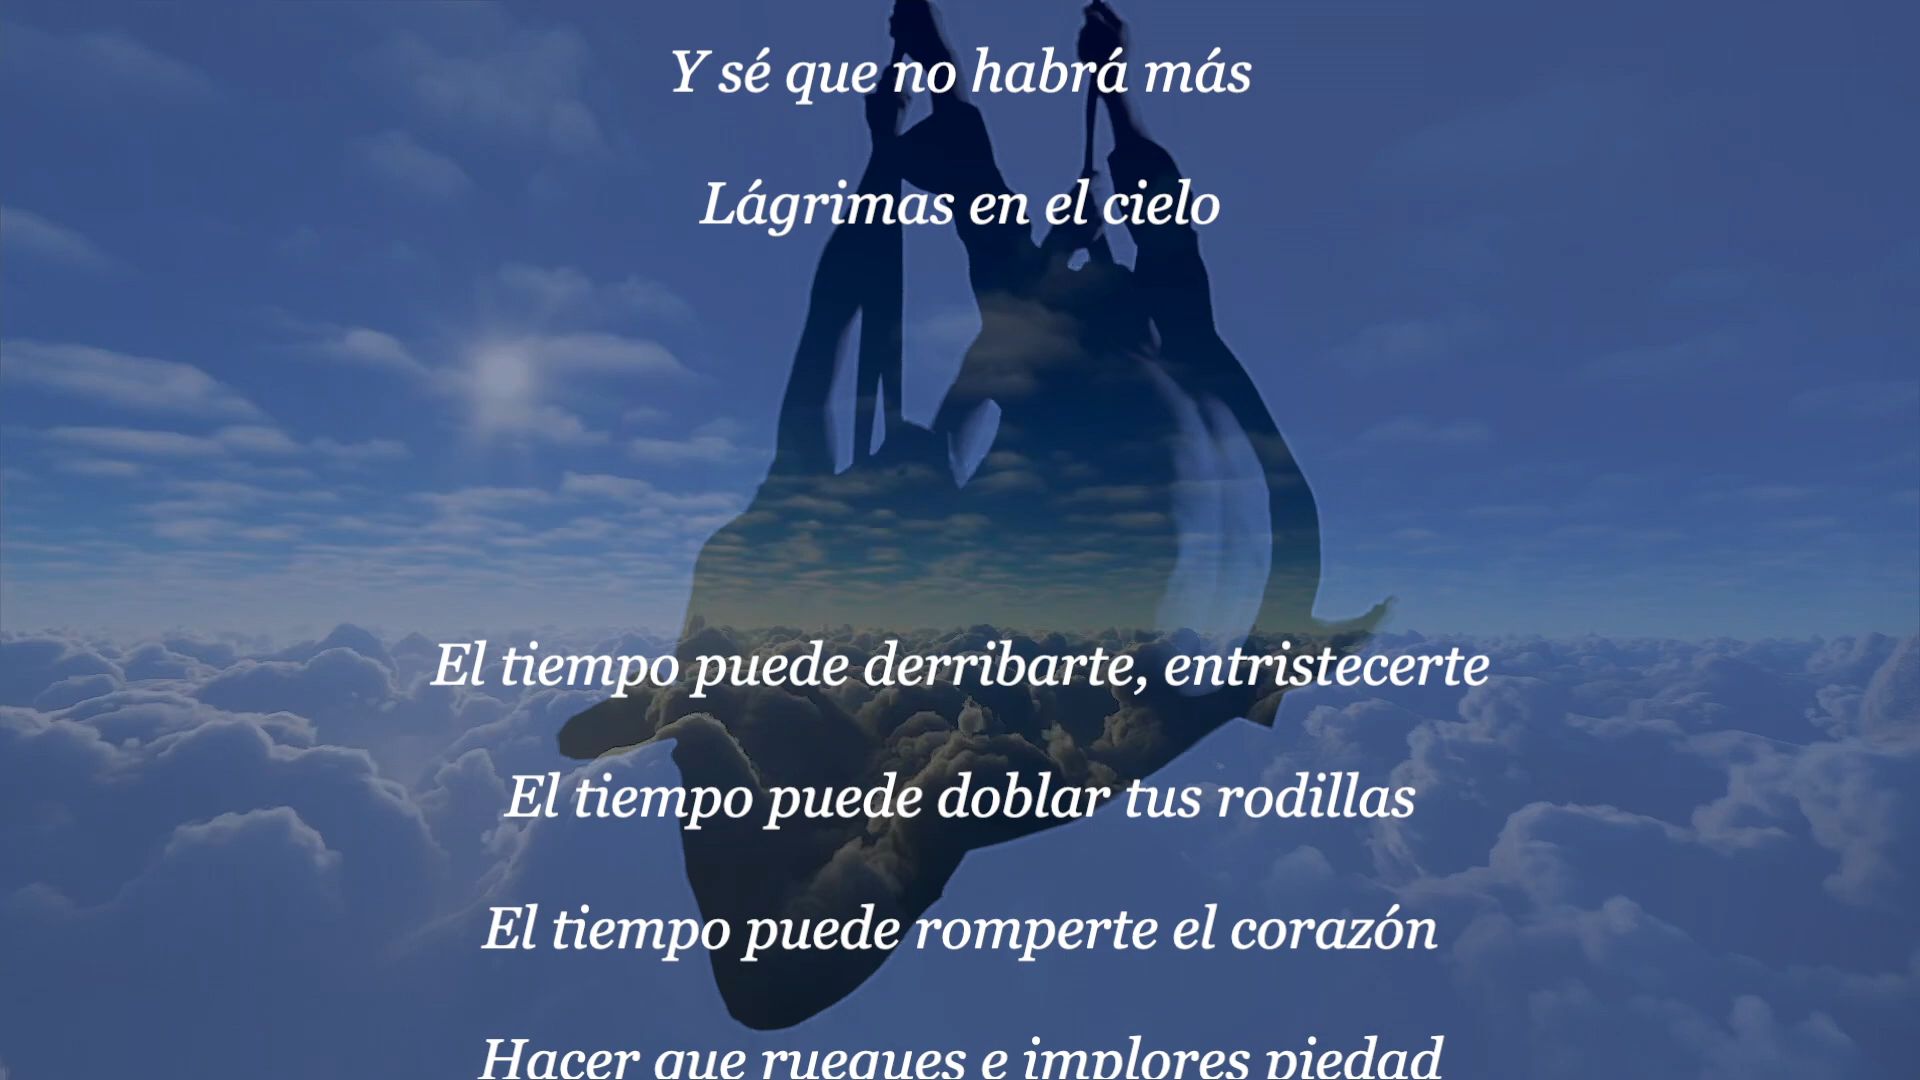 Y sé que no habrá más
Lágrimas en el cielo
El tiempo puede derribarte, entristecerte
El tiempo puede doblar tus rodillas
El tiempo puede romperte el corazón
Hacer que ruegues e implores piedad